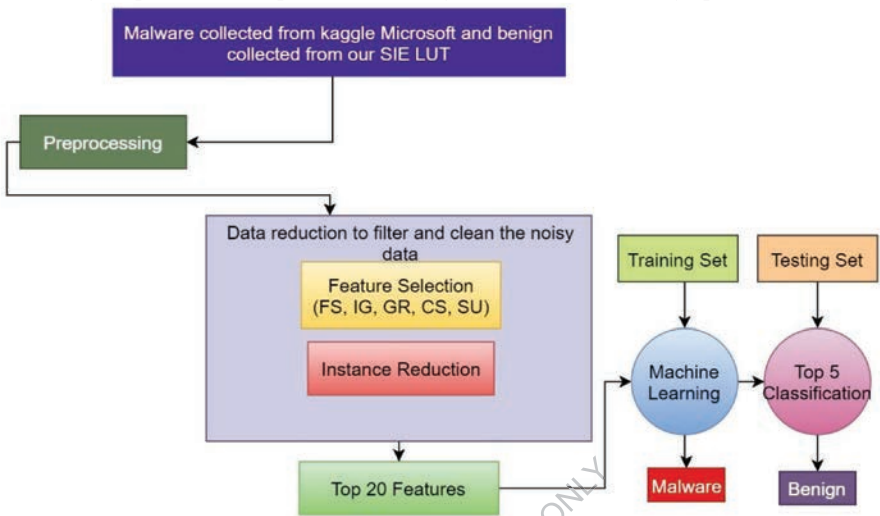 Malware collected from kaggle Microsoft and benign
collected from our SIE LUT
Preprocessing
Data reduction to filter and clean the noisy
data
Feature Selection
(FS, IG, GR, CS, SU)
Instance Reduction
Top 20 Features
Training Set
Testing Set
Machine
Learning
Top 5
Classification
Malware
Benign
ONLY